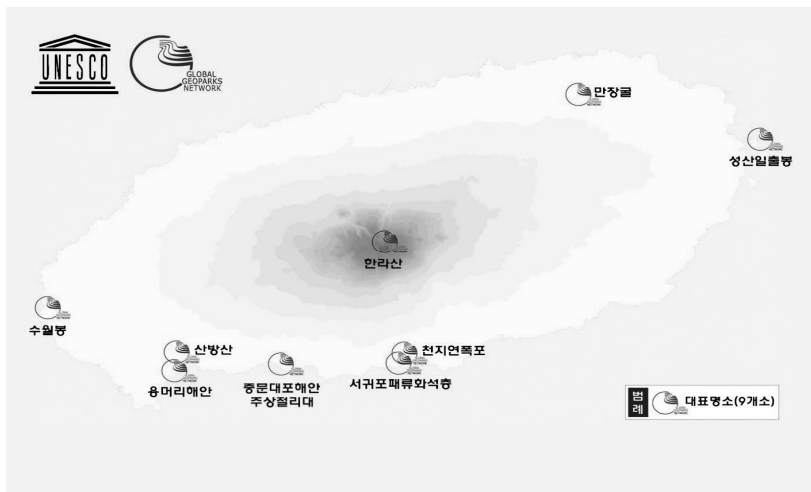 UNESCO
GLOBAL
GEOPARKS
NETWORK
만장굴
성산일출봉
한라산
수월봉
산방산
용머리해안
중문대포해안
주상절리대
천지연폭포
서귀포패류화석층
범례
대표명소(9개소)